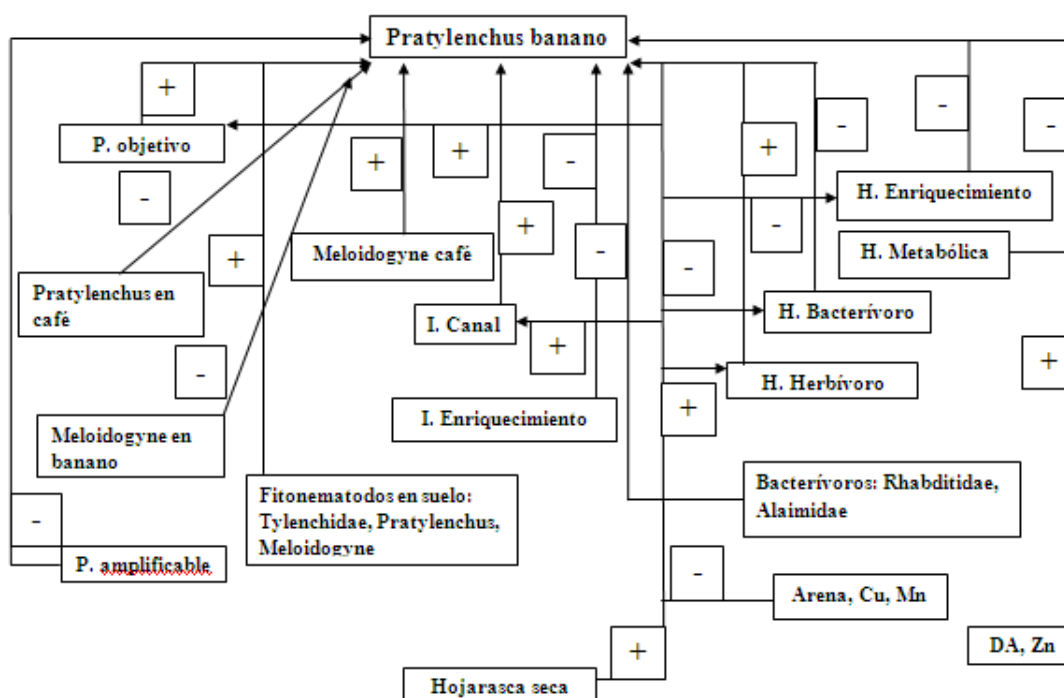 Pratylenchus banano
+
-
-
-
P. objetivo
+
+
-
+
-
H. Enriquecimiento
-
+
+
-
-
Meloidogyne café
-
H. Metabólica
Pratylenchus en
café
I. Canal
H. Bacterívoro
-
+
+
H. Herbívoro
+
I. Enriquecimiento
Meloidogyne en
banano
Fitonematodos en suelo:
Tylenchidae, Pratylenchus,
Meloidogyne
Bacterívoros: Rhabditidae,
Alaimidae
-
P. amplificable
-
Arena, Cu, Mn
+
DA, Zn
Hojarasca seca